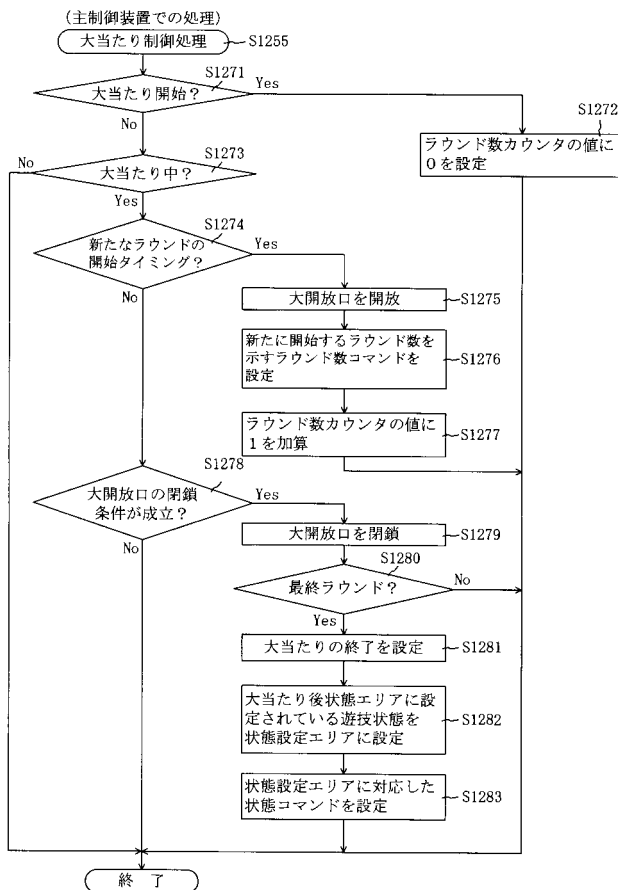 (主制御装置での処理)
大当たり制御処理
S1255
S1271
大当たり開始?
Yes
No
S1272
ラウンド数カウンタの値に
0を設定
S1273
No
大当たり中?
Yes
S1274
新たなラウンドの
開始タイミング?
Yes
No
大開放口を開放
S1275
新たに開始するラウンド数を
示すラウンド数コマンドを
設定
S1276
ラウンド数カウンタの値に
1を加算
S1277
S1278
大開放口の閉鎖
条件が成立?
Yes
No
大開放口を閉鎖
S1279
S1280
最終ラウンド?
No
Yes
大当たりの終了を設定
S1281
大当たり後状態エリアに設
定されている遊技状態を
状態設定エリアに設定
S1282
状態設定エリアに対応した
状態コマンドを設定
S1283
終 了